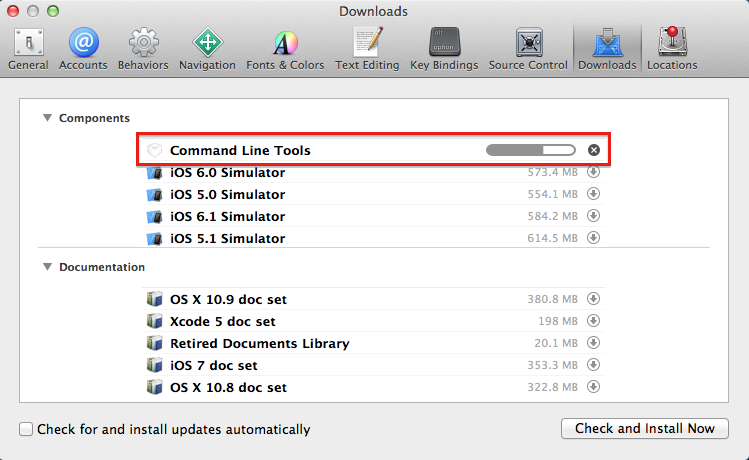 Downloads
General Accounts Behaviors Navigation Fonts & Colors Text Editing Key Bindings Source Control Downloads Locations
Components
Command Line Tools
iOS 6.0 Simulator 573.4 MB
iOS 5.0 Simulator 554.1 MB
iOS 6.1 Simulator 584.2 MB
iOS 5.1 Simulator 614.5 MB
Documentation
OS X 10.9 doc set 380.8 MB
Xcode 5 doc set 198 MB
Retired Documents Library 20.1 MB
iOS 7 doc set 353.3 MB
OS X 10.8 doc set 322.8 MB
Check for and install updates automatically Check and Install Now